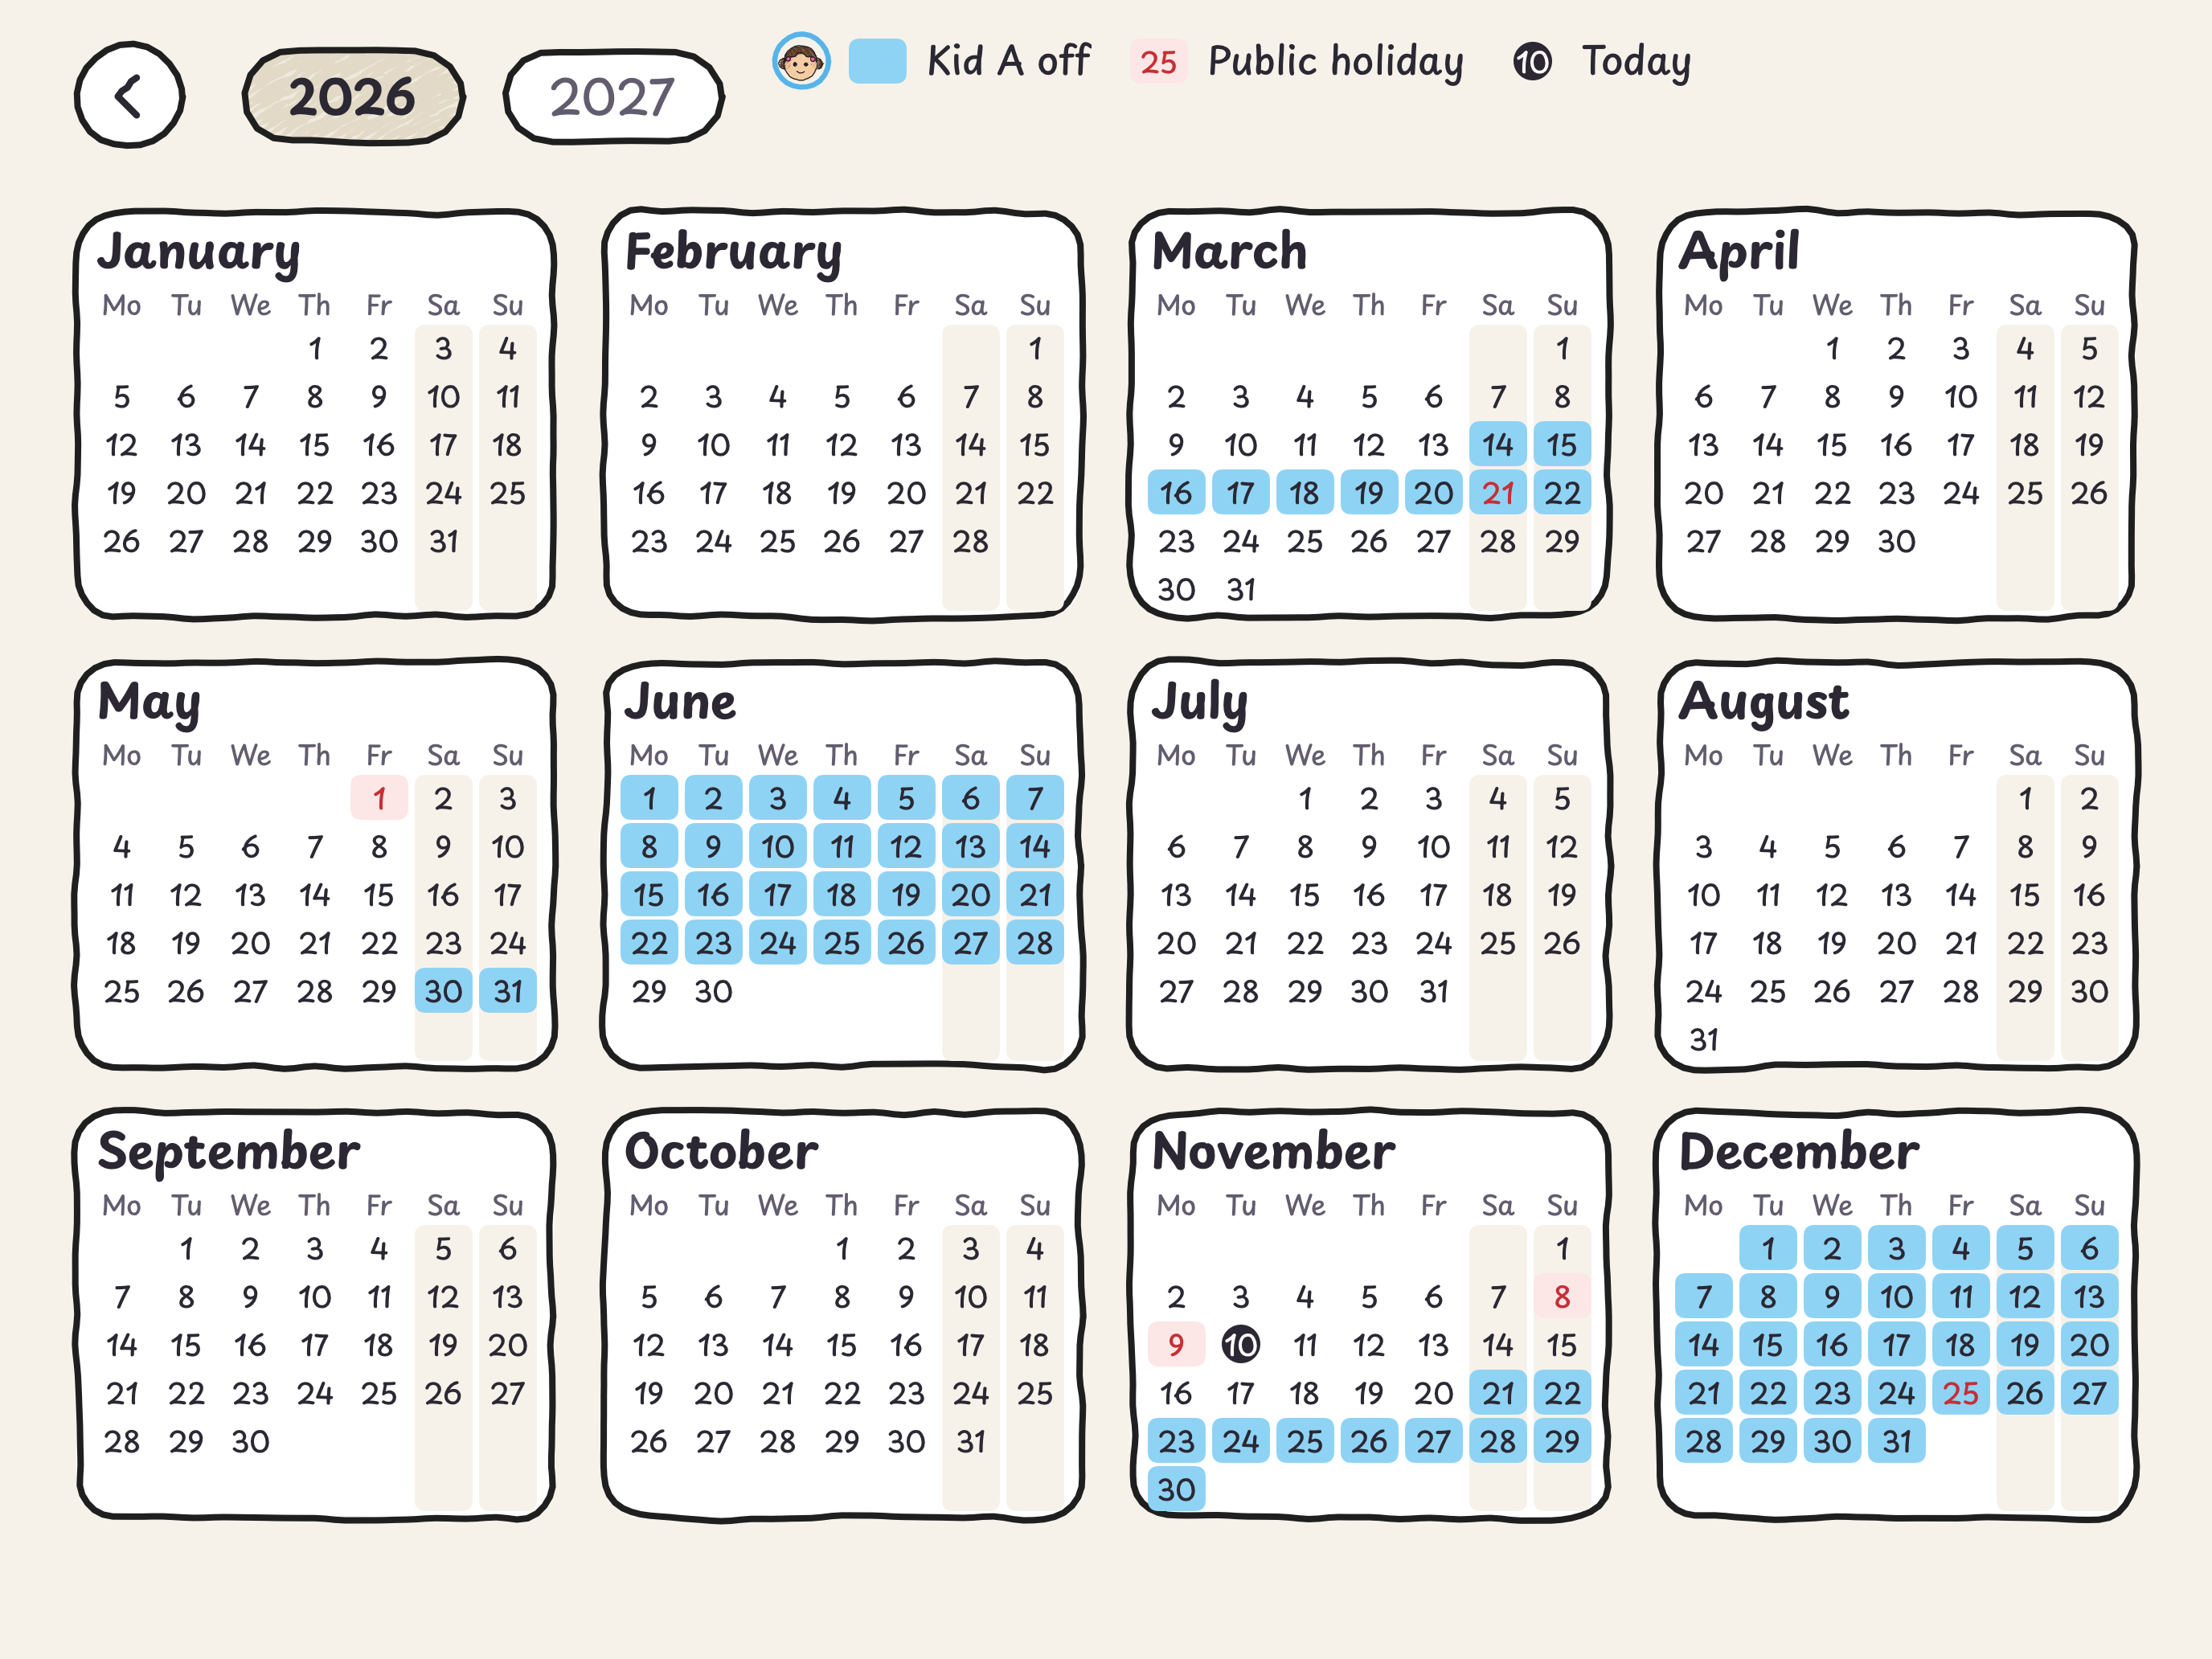 2026 2027 Kid A off 25 Public holiday 10 Today
January
Mo Tu We Th Fr Sa Su
1 2 3 4
5 6 7 8 9 10 11
12 13 14 15 16 17 18
19 20 21 22 23 24 25
26 27 28 29 30 31
February
Mo Tu We Th Fr Sa Su
1
2 3 4 5 6 7 8
9 10 11 12 13 14 15
16 17 18 19 20 21 22
23 24 25 26 27 28
March
Mo Tu We Th Fr Sa Su
1
2 3 4 5 6 7 8
9 10 11 12 13 14 15
16 17 18 19 20 21 22
23 24 25 26 27 28 29
30 31
April
Mo Tu We Th Fr Sa Su
1 2 3 4 5
6 7 8 9 10 11 12
13 14 15 16 17 18 19
20 21 22 23 24 25 26
27 28 29 30
May
Mo Tu We Th Fr Sa Su
1 2 3
4 5 6 7 8 9 10
11 12 13 14 15 16 17
18 19 20 21 22 23 24
25 26 27 28 29 30 31
June
Mo Tu We Th Fr Sa Su
1 2 3 4 5 6 7
8 9 10 11 12 13 14
15 16 17 18 19 20 21
22 23 24 25 26 27 28
29 30
July
Mo Tu We Th Fr Sa Su
1 2 3 4 5
6 7 8 9 10 11 12
13 14 15 16 17 18 19
20 21 22 23 24 25 26
27 28 29 30 31
August
Mo Tu We Th Fr Sa Su
1 2
3 4 5 6 7 8 9
10 11 12 13 14 15 16
17 18 19 20 21 22 23
24 25 26 27 28 29 30
31
September
Mo Tu We Th Fr Sa Su
1 2 3 4 5 6
7 8 9 10 11 12 13
14 15 16 17 18 19 20
21 22 23 24 25 26 27
28 29 30
October
Mo Tu We Th Fr Sa Su
1 2 3 4
5 6 7 8 9 10 11
12 13 14 15 16 17 18
19 20 21 22 23 24 25
26 27 28 29 30 31
November
Mo Tu We Th Fr Sa Su
1
2 3 4 5 6 7 8
9 10 11 12 13 14 15
16 17 18 19 20 21 22
23 24 25 26 27 28 29
30
December
Mo Tu We Th Fr Sa Su
1 2 3 4 5 6
7 8 9 10 11 12 13
14 15 16 17 18 19 20
21 22 23 24 25 26 27
28 29 30 31